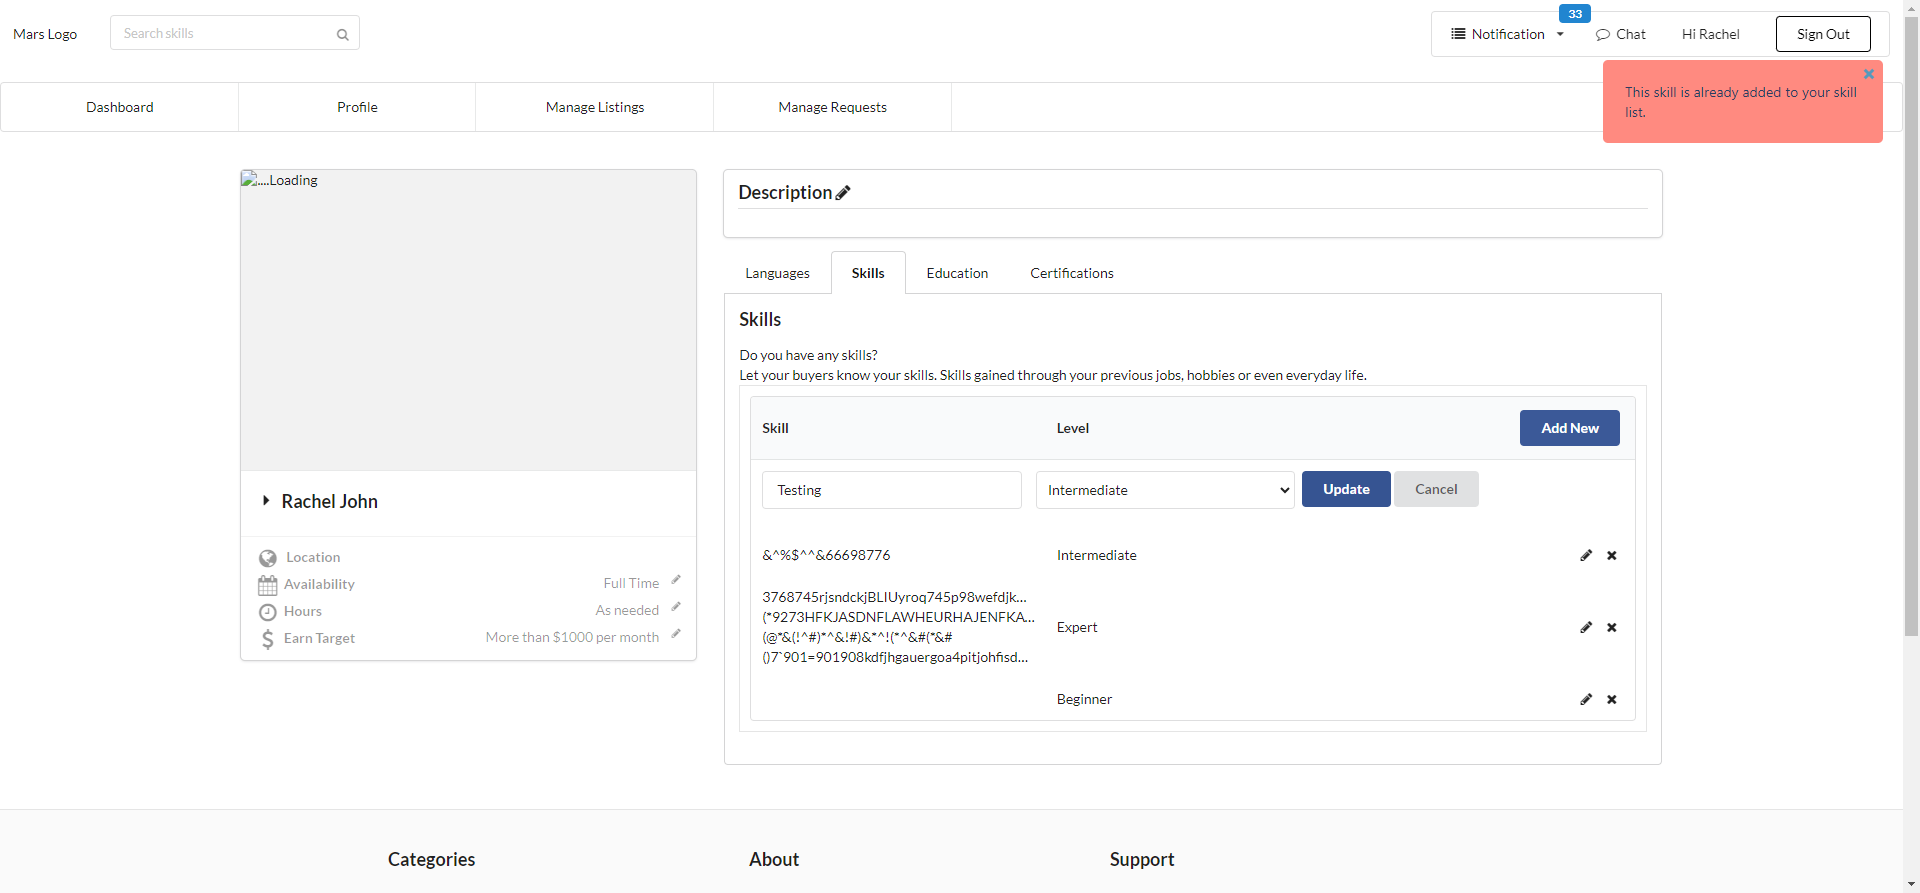 Mars Logo
Search skills
Notification
33
Chat
Hi Rachel
Sign Out
This skill is already added to your skill
list.
Dashboard
Profile
Manage Listings
Manage Requests
....Loading
Rachel John
Location
Availability
Full Time
Hours
As needed
Earn Target
More than $1000 per month
Description
Languages
Skills
Education
Certifications
Skills
Do you have any skills?
Let your buyers know your skills. Skills gained through your previous jobs, hobbies or even everyday life.
Skill
Level
Add New
Testing
Intermediate
Update
Cancel
&^%$^^&66698776
Intermediate
3768745rjsndckjBLIUyroq745p98wefdjk...
(*9273HFKJASDNFLAWHEURHAJENFKA...
(@*&(!^#)*^&!#)&*^!(*^&#(*&#
()7`901=901908kdfjhgauergoa4pitjohfisd...
Expert
Beginner
Categories
About
Support